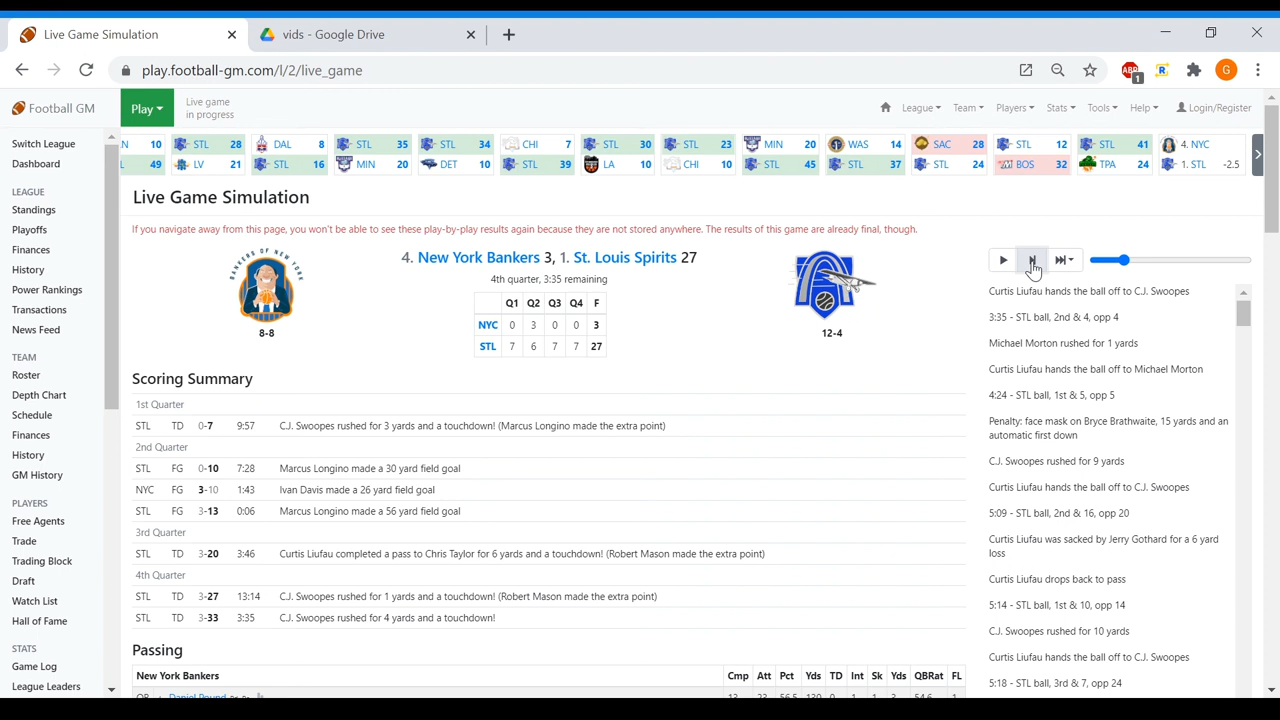 Live Game Simulation
vids - Google Drive
play.football-gm.com/l/2/live_game
1
G
Football GM
Play
Live game
in progress
League
Team
Players
Stats
Tools
Help
Login/Register
N 10 STL 28 DAL 8 STL 35 STL 34 CHI 7 STL 30 STL 23 MIN 20 WAS 14 SAC 28 STL 12 STL 41 4. NYC
L 49 LV 21 STL 16 MIN 20 DET 10 STL 39 LA 10 CHI 10 STL 45 STL 37 STL 24 BOS 32 TPA 24 1. STL -2.5
Switch League
Dashboard
LEAGUE
Standings
Playoffs
Finances
History
Power Rankings
Transactions
News Feed
TEAM
Roster
Depth Chart
Schedule
Finances
History
GM History
PLAYERS
Free Agents
Trade
Trading Block
Draft
Watch List
Hall of Fame
STATS
Game Log
League Leaders
Live Game Simulation
If you navigate away from this page, you won't be able to see these play-by-play results again because they are not stored anywhere. The results of this game are already final, though.
BANKERS OF NEW YORK
8-8
4. New York Bankers 3, 1. St. Louis Spirits 27
4th quarter, 3:35 remaining
Q1 Q2 Q3 Q4 F
NYC 0 3 0 0 3
STL 7 6 7 7 27
12-4
Scoring Summary
1st Quarter
STL TD 0-7 9:57 C.J. Swoopes rushed for 3 yards and a touchdown! (Marcus Longino made the extra point)
2nd Quarter
STL FG 0-10 7:28 Marcus Longino made a 30 yard field goal
NYC FG 3-10 1:43 Ivan Davis made a 26 yard field goal
STL FG 3-13 0:06 Marcus Longino made a 56 yard field goal
3rd Quarter
STL TD 3-20 3:46 Curtis Liufau completed a pass to Chris Taylor for 6 yards and a touchdown! (Robert Mason made the extra point)
4th Quarter
STL TD 3-27 13:14 C.J. Swoopes rushed for 1 yards and a touchdown! (Robert Mason made the extra point)
STL TD 3-33 3:35 C.J. Swoopes rushed for 4 yards and a touchdown!
Passing
New York Bankers Cmp Att Pct Yds TD Int Sk Yds QBRat FL
Curtis Liufau hands the ball off to C.J. Swoopes
3:35 - STL ball, 2nd & 4, opp 4
Michael Morton rushed for 1 yards
Curtis Liufau hands the ball off to Michael Morton
4:24 - STL ball, 1st & 5, opp 5
Penalty: face mask on Bryce Brathwaite, 15 yards and an
automatic first down
C.J. Swoopes rushed for 9 yards
Curtis Liufau hands the ball off to C.J. Swoopes
5:09 - STL ball, 2nd & 16, opp 20
Curtis Liufau was sacked by Jerry Gothard for a 6 yard
loss
Curtis Liufau drops back to pass
5:14 - STL ball, 1st & 10, opp 14
C.J. Swoopes rushed for 10 yards
Curtis Liufau hands the ball off to C.J. Swoopes
5:18 - STL ball, 3rd & 7, opp 24